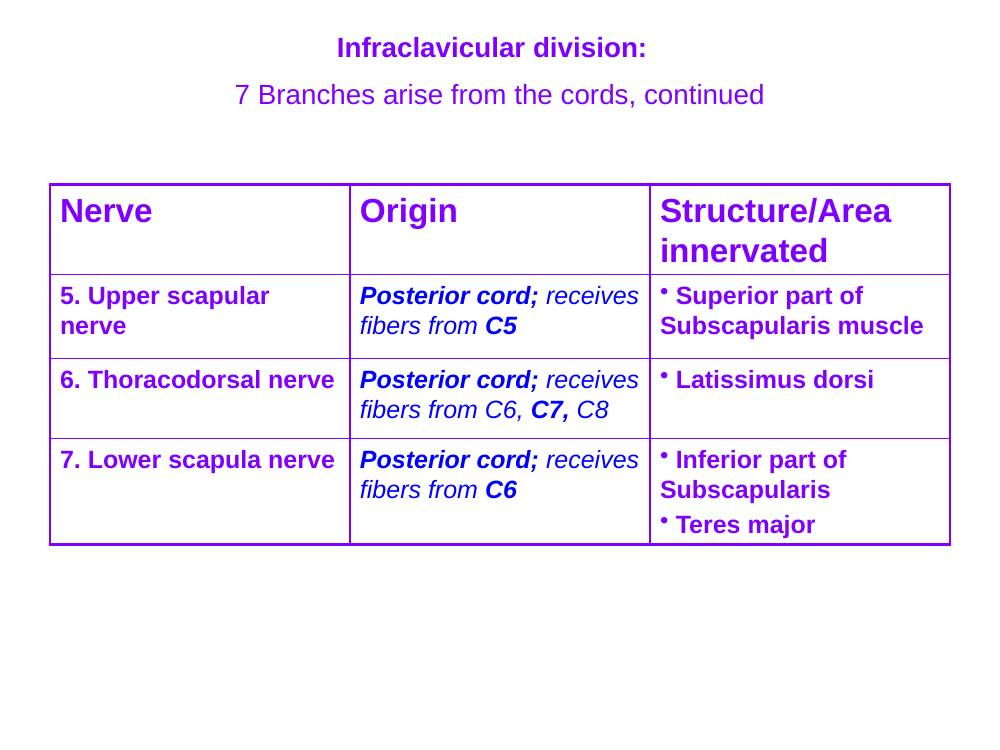 Infraclavicular division:
7 Branches arise from the cords, continued
Nerve
Origin
Structure/Area
innervated
5. Upper scapular
nerve
Posterior cord; receives
fibers from C5
• Superior part of
Subscapularis muscle
6. Thoracodorsal nerve
Posterior cord; receives
fibers from C6, C7, C8
• Latissimus dorsi
7. Lower scapula nerve
Posterior cord; receives
fibers from C6
• Inferior part of
Subscapularis
• Teres major